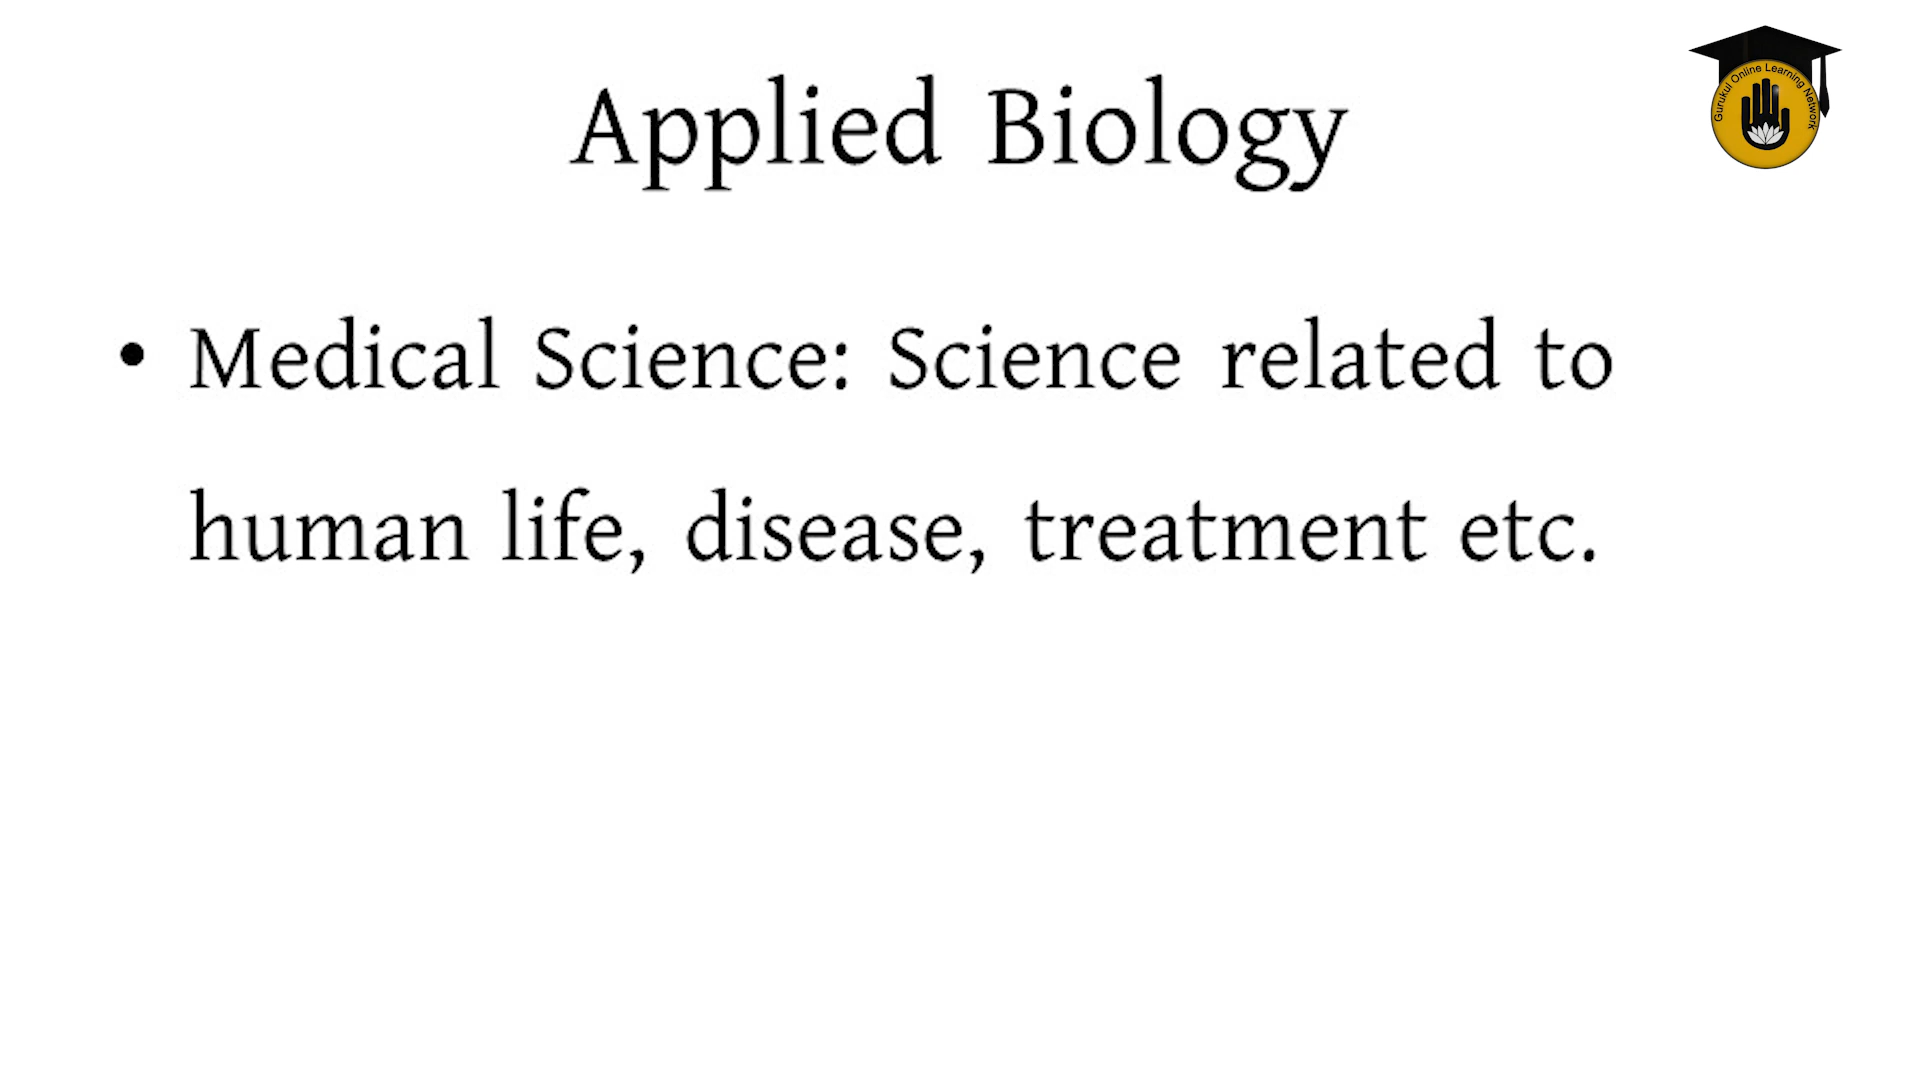 Applied Biology
Gurukul Online Learning Network
• Medical Science: Science related to
human life, disease, treatment etc.